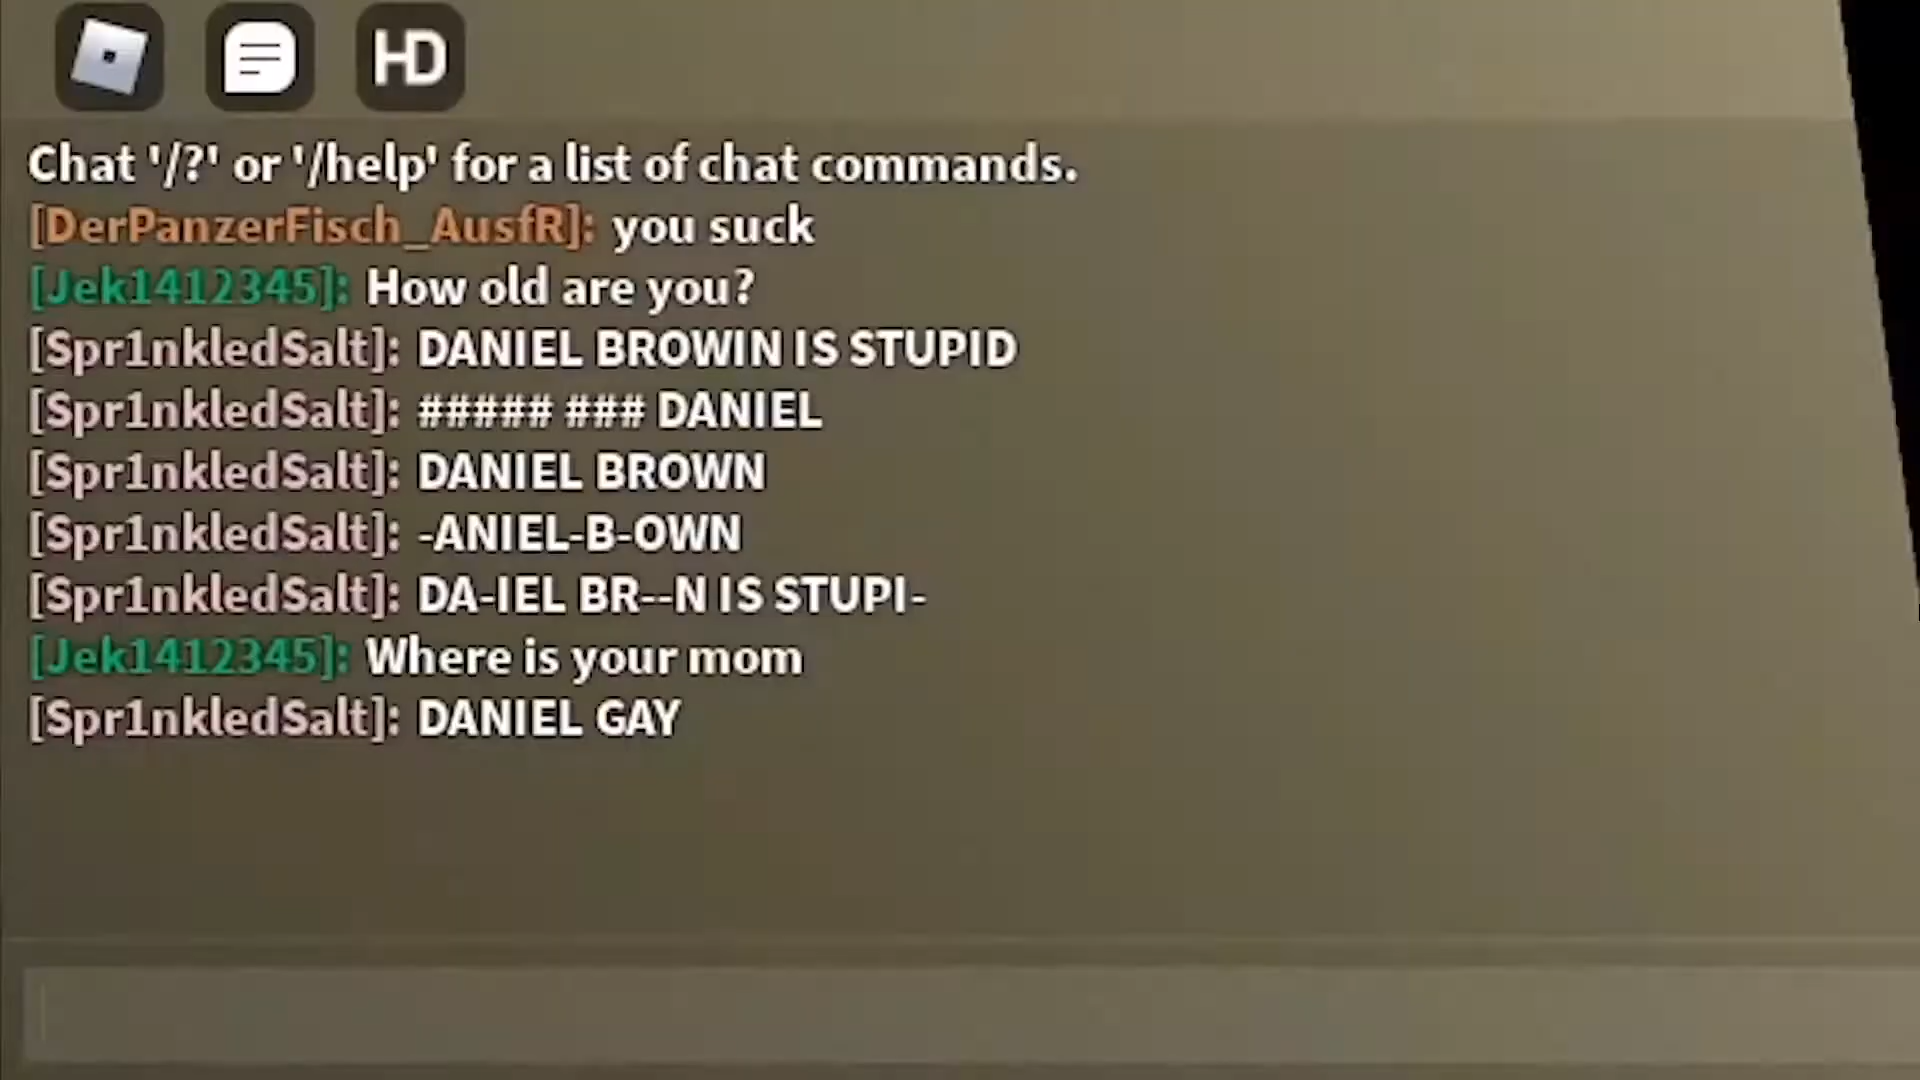 HD
Chat '/?' or '/help' for a list of chat commands.
[DerPanzerFisch_AusfR]: you suck
[Jek1412345]: How old are you?
[Spr1nkledSalt]: DANIEL BROWIN IS STUPID
[Spr1nkledSalt]: ##### ### DANIEL
[Spr1nkledSalt]: DANIEL BROWN
[Spr1nkledSalt]: -ANIEL-B-OWN
[Spr1nkledSalt]: DA-IEL BR--N IS STUPI-
[Jek1412345]: Where is your mom
[Spr1nkledSalt]: DANIEL GAY